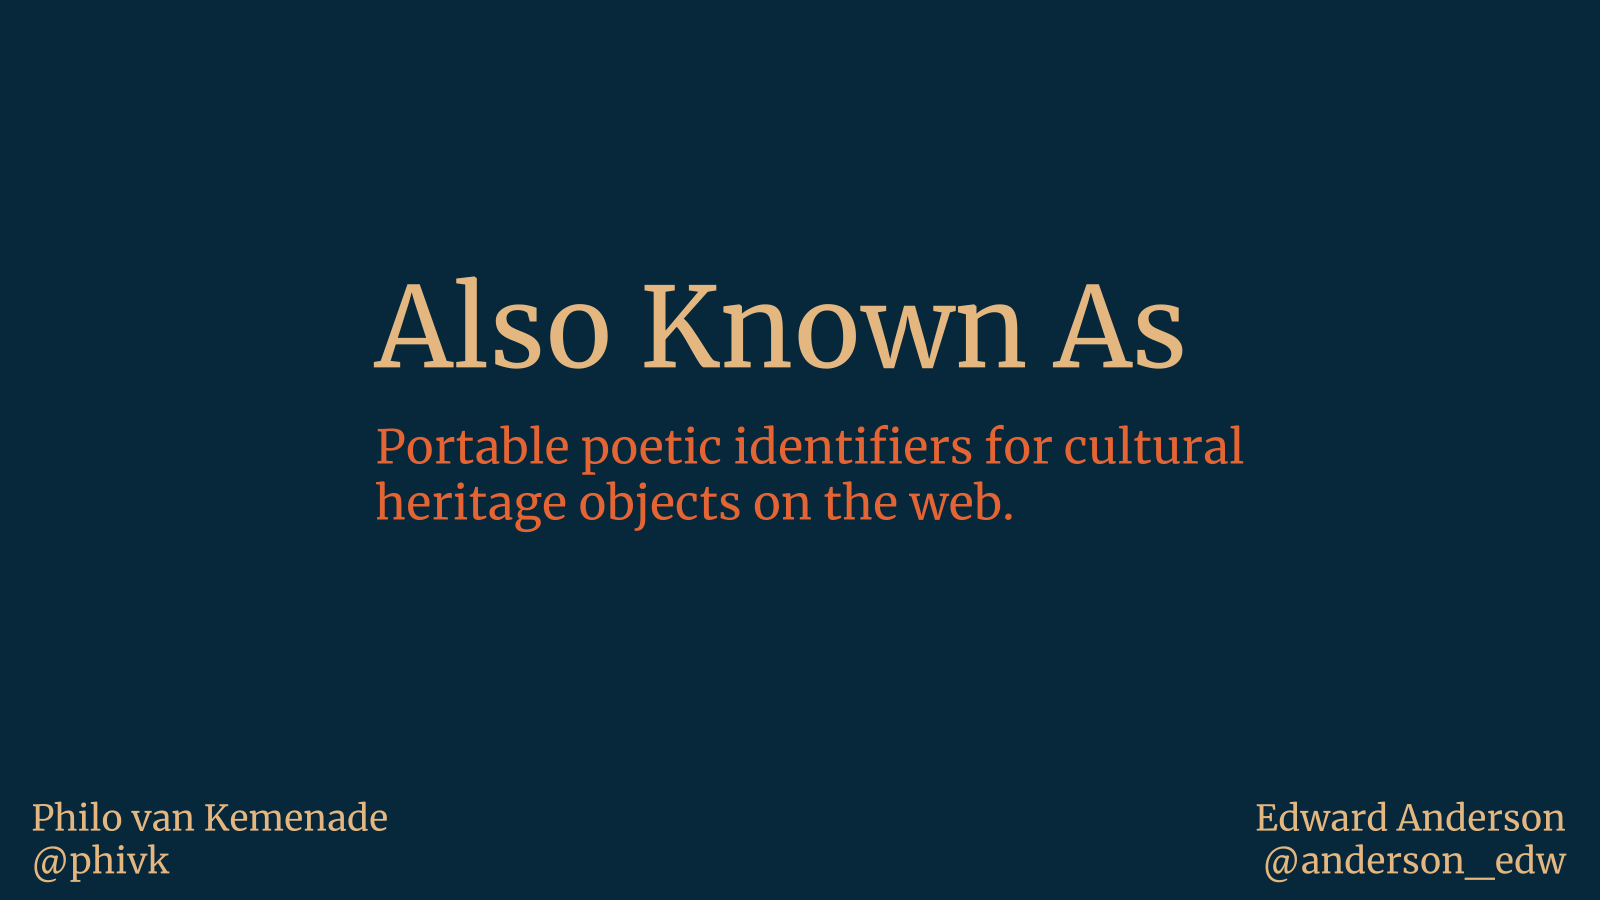 Also Known As
Portable poetic identifiers for cultural
heritage objects on the web.
Philo van Kemenade
@phivk
Edward Anderson
@anderson_edw